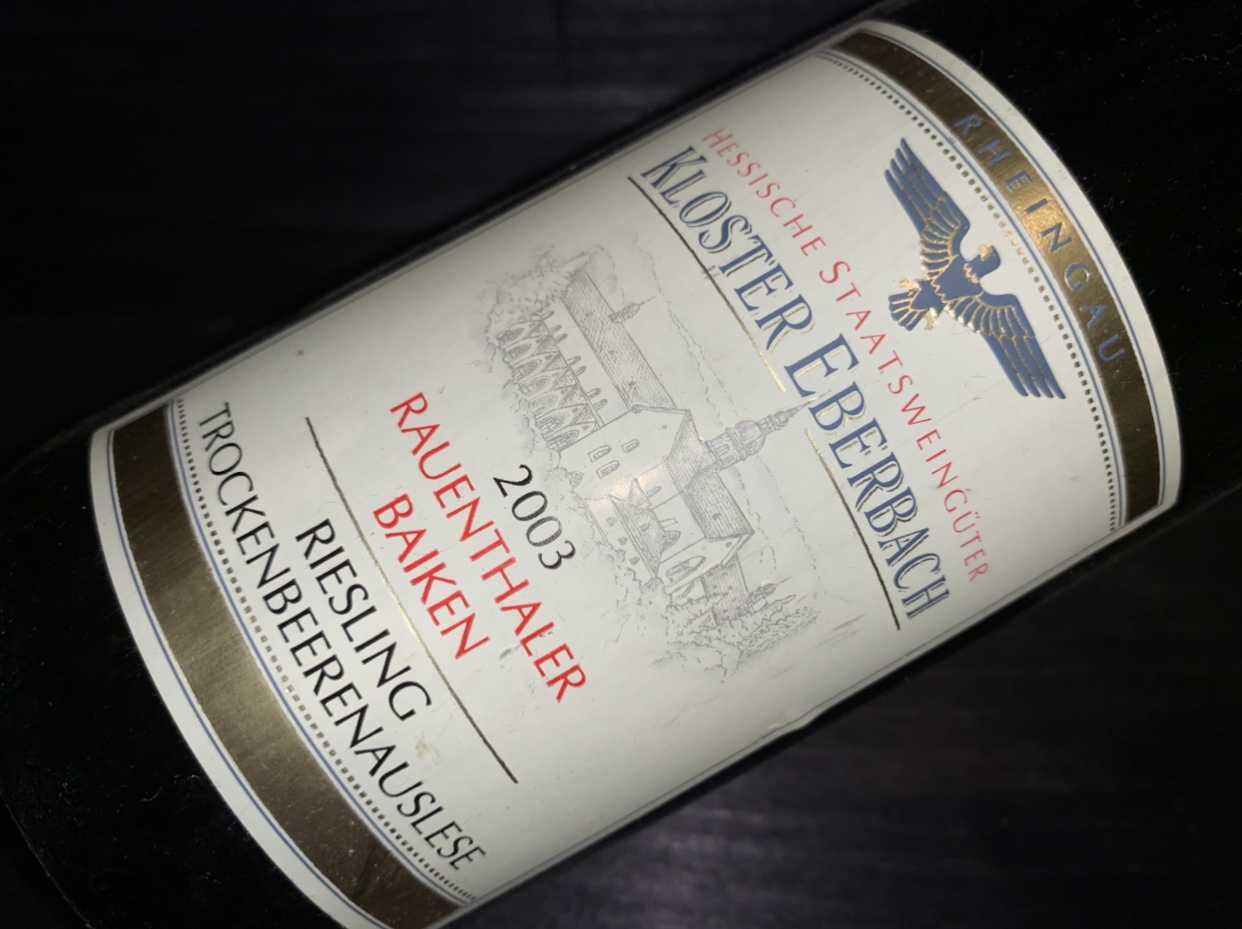 RHEINGAU
HESSISCHE STAATSWEINGÜTER
KLOSTER EBERBACH
2003
RAUENTHALER
BAIKEN
RIESLING
TROCKENBEERENAUSLESE